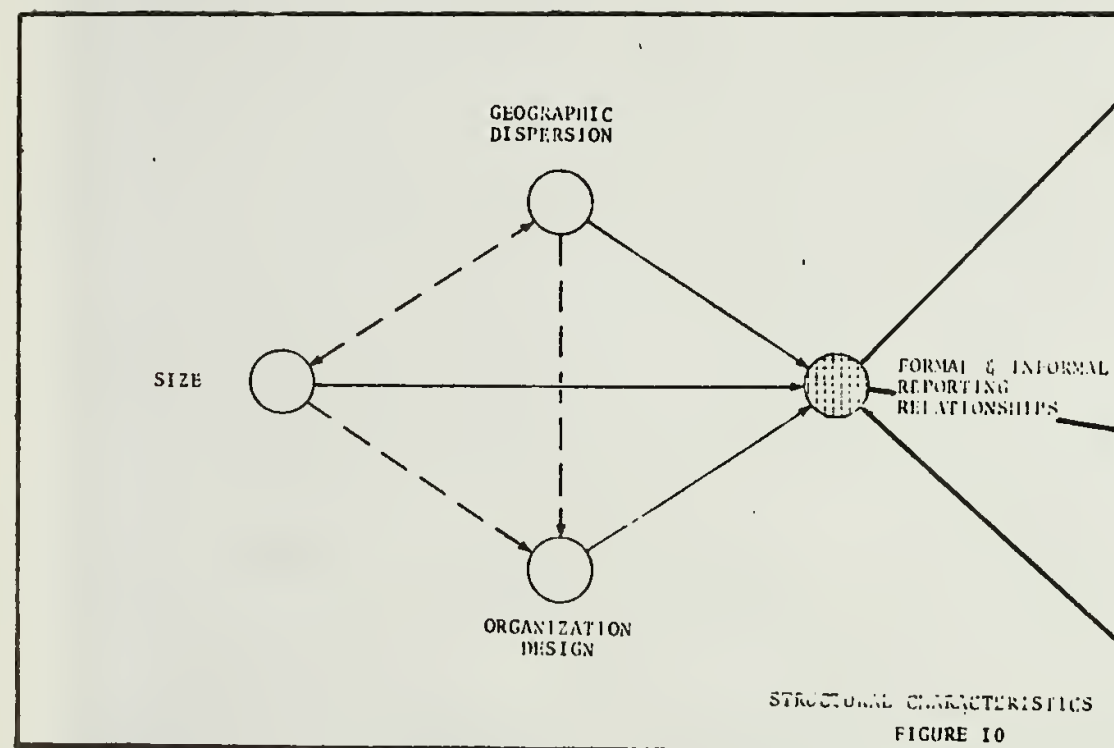 GEOGRAPHIC
DISPERSION
SIZE
FORMAL & INFORMAL
REPORTING
RELATIONSHIPS
ORGANIZATION
DESIGN
STRUCTURAL CHARACTERISTICS
FIGURE 10